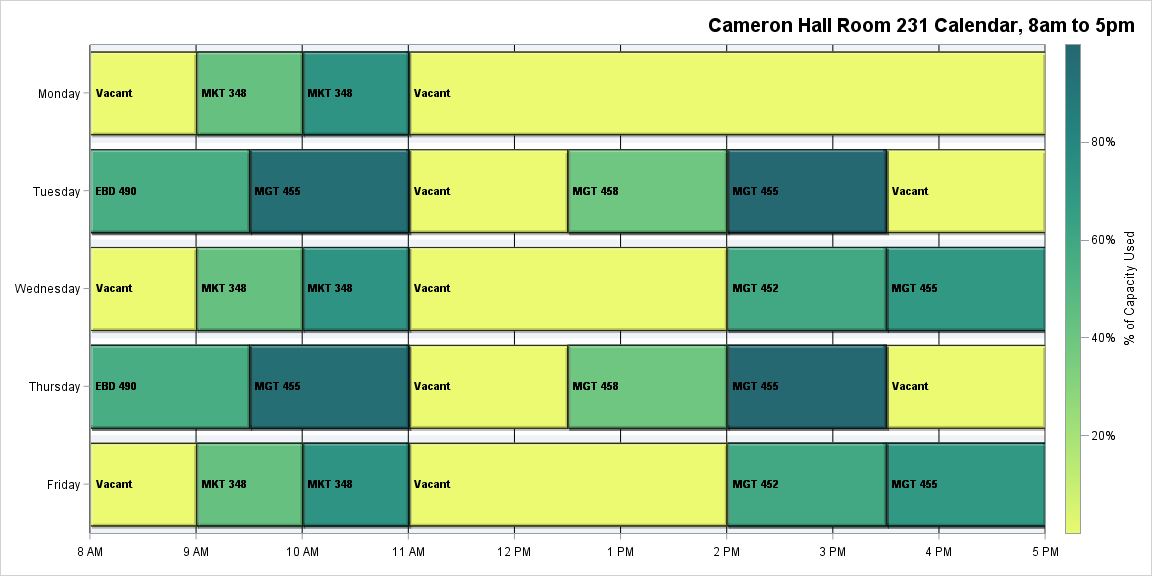 Cameron Hall Room 231 Calendar, 8am to 5pm
Monday
Vacant
MKT 348
MKT 348
Vacant
Tuesday
EBD 490
MGT 455
Vacant
MGT 458
MGT 455
Vacant
Wednesday
Vacant
MKT 348
MKT 348
Vacant
MGT 452
MGT 455
Thursday
EBD 490
MGT 455
Vacant
MGT 458
MGT 455
Vacant
Friday
Vacant
MKT 348
MKT 348
Vacant
MGT 452
MGT 455
8 AM
9 AM
10 AM
11 AM
12 PM
1 PM
2 PM
3 PM
4 PM
5 PM
80%
60%
40%
20%
% of Capacity Used